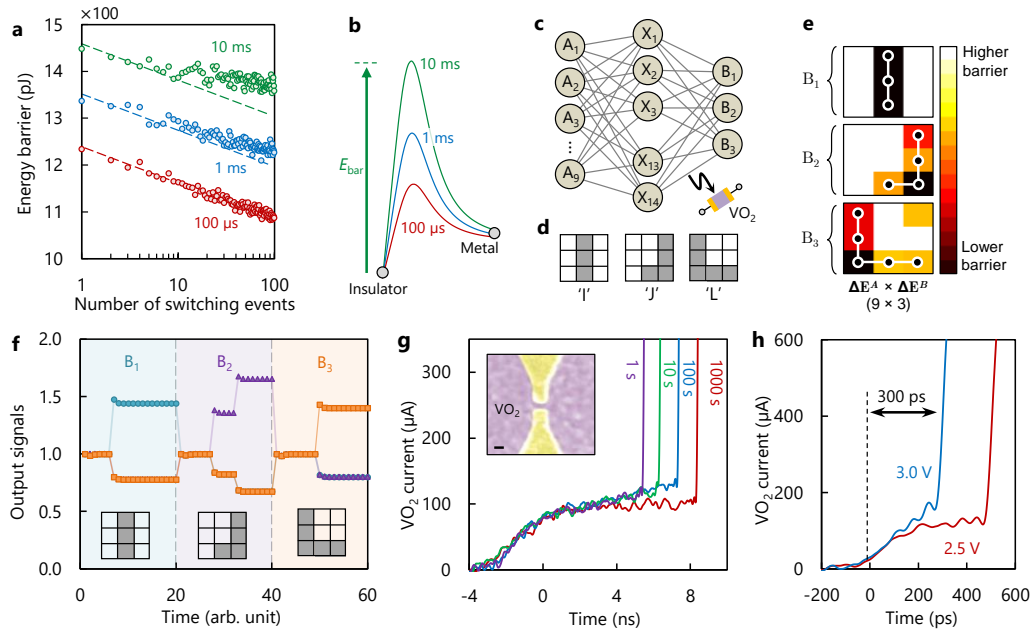 a
×100
15
14
13
12
11
10
Energy barrier (pJ)
10 ms
1 ms
100 µs
1
10
100
Number of switching events
b
E_bar
10 ms
1 ms
100 µs
Insulator
Metal
c
A1
A2
A3
...
A9
X1
X2
X3
X13
X14
B1
B2
B3
VO2
d
'I'
'J'
'L'
e
B1
B2
B3
Higher
barrier
Lower
barrier
ΔE^A × ΔE^B
(9 × 3)
f
2.0
1.5
1.0
0.5
0.0
Output signals
B1
B2
B3
0
20
40
60
Time (arb. unit)
g
300
200
100
0
VO2 current (µA)
VO2
1 s
10 s
100 s
1000 s
-4
0
4
8
Time (ns)
h
600
400
200
0
VO2 current (µA)
300 ps
3.0 V
2.5 V
-200
0
200
400
600
Time (ps)